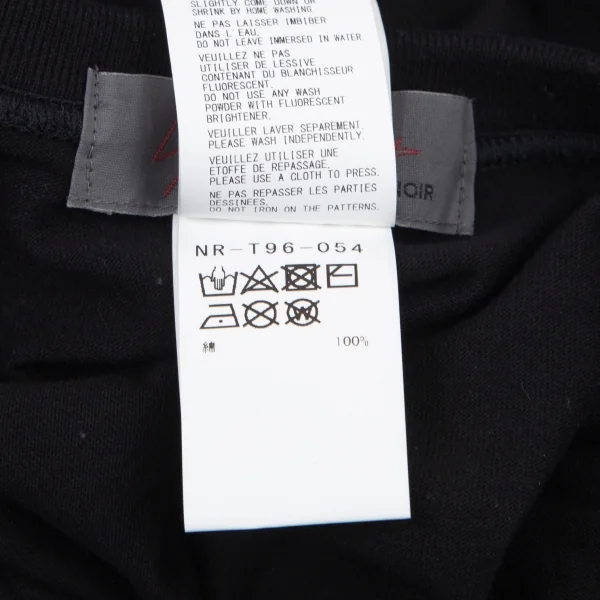 SLIGHTLY COME DOWN OR
SHRINK BY HOME WASHING.
NE PAS LAISSER IMBIBER
DANS L'EAU.
DO NOT LEAVE IMMERSED IN WATER.
VEUILLEZ NE PAS
UTILISER DE LESSIVE
CONTENANT DU BLANCHISSEUR
FLUORESCENT.
DO NOT USE ANY WASH
POWDER WITH FLUORESCENT
BRIGHTENER.
VEUILLER LAVER SEPAREMENT.
PLEASE WASH INDEPENDENTLY.
VEUILLEZ UTILISER UNE
ETOFFE DE REPASSAGE.
PLEASE USE A CLOTH TO PRESS.
NE PAS REPASSER LES PARTIES
DESSINEES.
DO NOT IRON ON THE PATTERNS.
NOIR
NR-T96-054
綿 100%